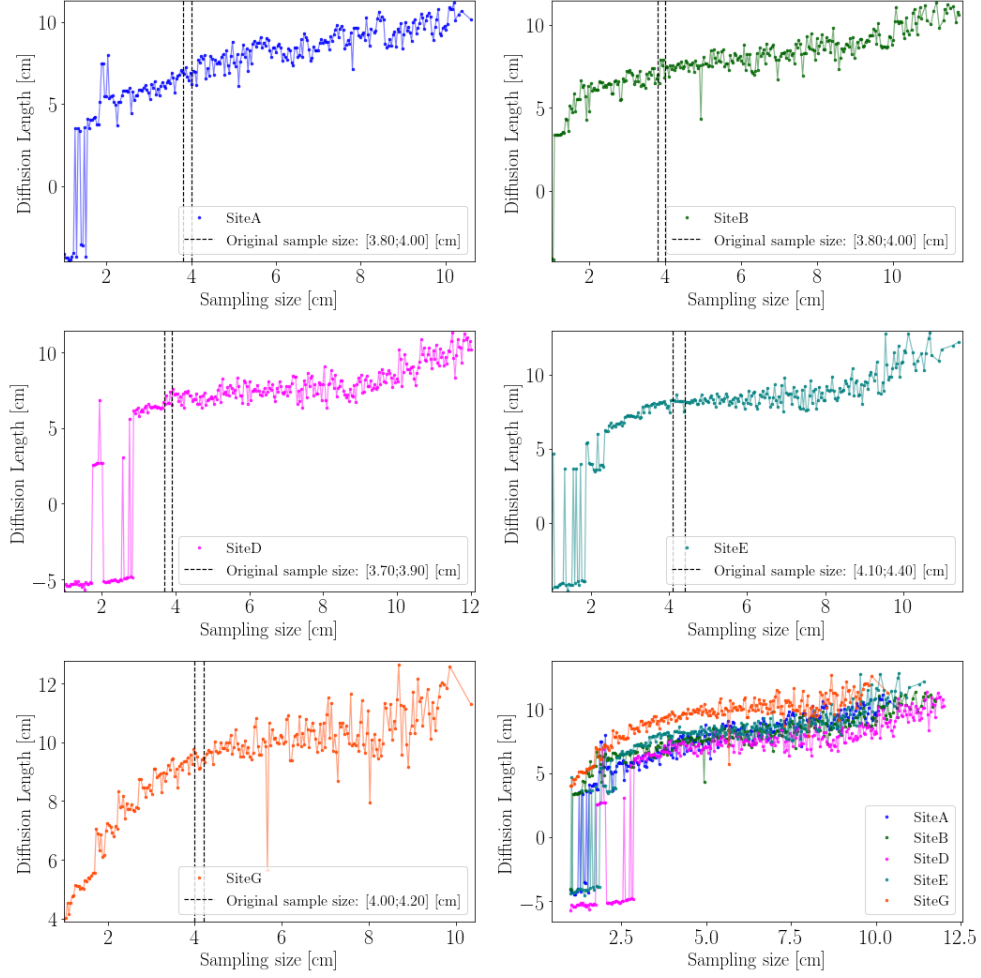 10
5
0
Diffusion Length [cm]
SiteA
Original sample size: [3.80;4.00] [cm]
2 4 6 8 10
Sampling size [cm]
10
5
0
Diffusion Length [cm]
SiteB
Original sample size: [3.80;4.00] [cm]
2 4 6 8 10
Sampling size [cm]
10
5
0
−5
Diffusion Length [cm]
SiteD
Original sample size: [3.70;3.90] [cm]
2 4 6 8 10 12
Sampling size [cm]
10
5
0
Diffusion Length [cm]
SiteE
Original sample size: [4.10;4.40] [cm]
2 4 6 8 10
Sampling size [cm]
12
10
8
6
4
Diffusion Length [cm]
SiteG
Original sample size: [4.00;4.20] [cm]
2 4 6 8 10
Sampling size [cm]
10
5
0
−5
Diffusion Length [cm]
SiteA
SiteB
SiteD
SiteE
SiteG
2.5 5.0 7.5 10.0 12.5
Sampling size [cm]